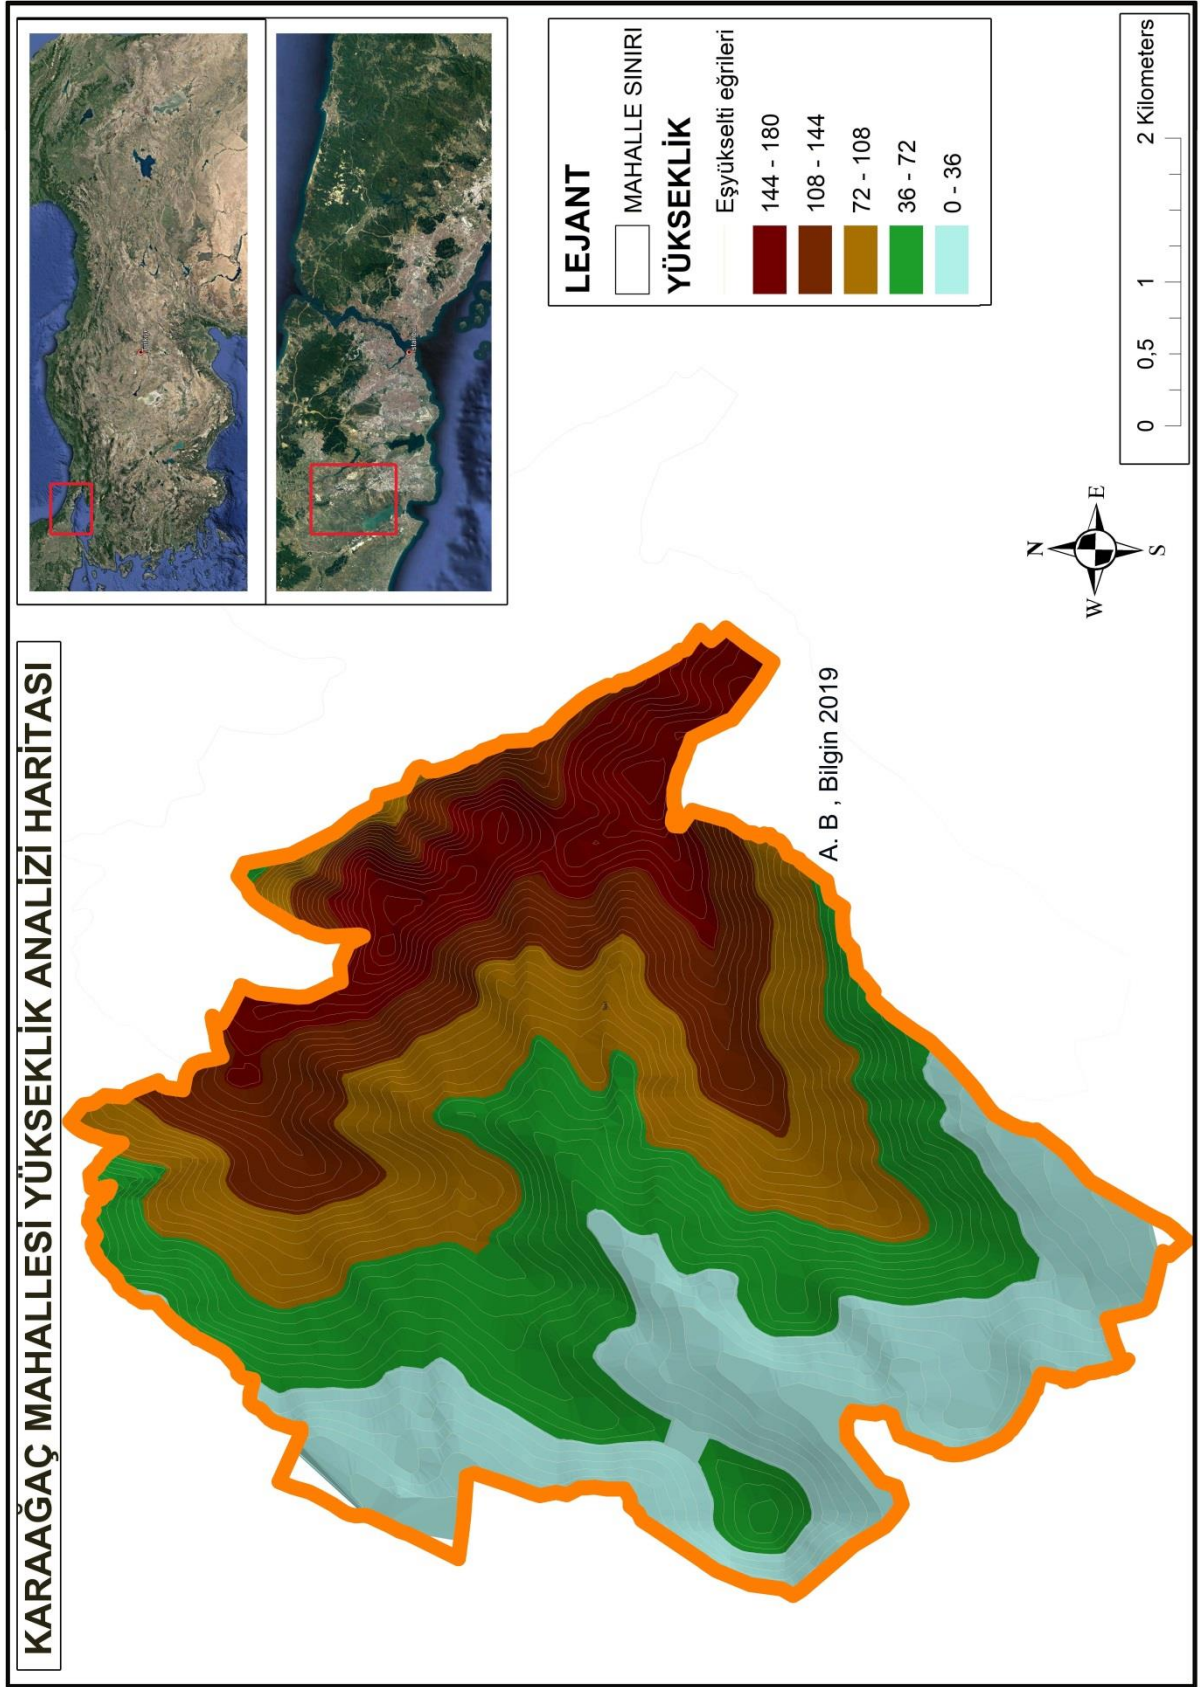 KARAAĞAÇ MAHALLESİ YÜKSEKLİK ANALİZİ HARİTASI
LEJANT
MAHALLE SINIRI
YÜKSEKLİK
Eşyükselti eğrileri
144 - 180
108 - 144
72 - 108
36 - 72
0 - 36
A. B , Bilgin 2019
N
W
E
S
0 0,5 1 2 Kilometers